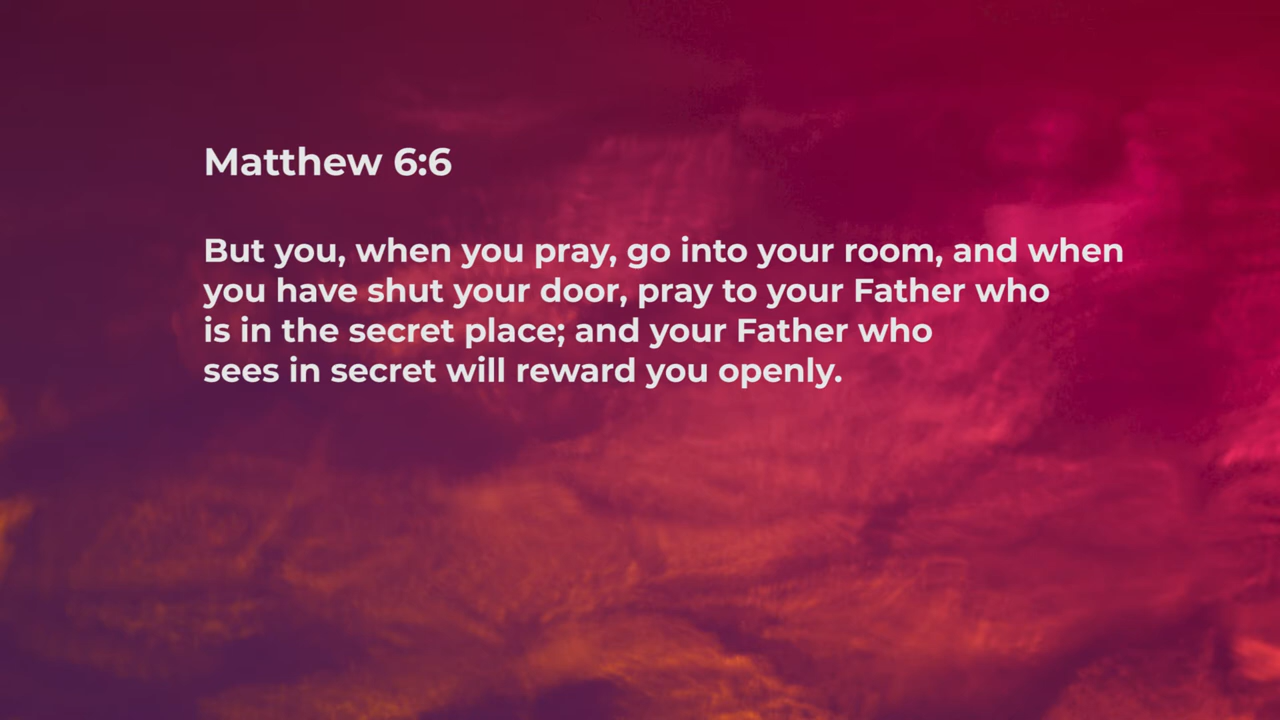 Matthew 6:6
But you, when you pray, go into your room, and when
you have shut your door, pray to your Father who
is in the secret place; and your Father who
sees in secret will reward you openly.